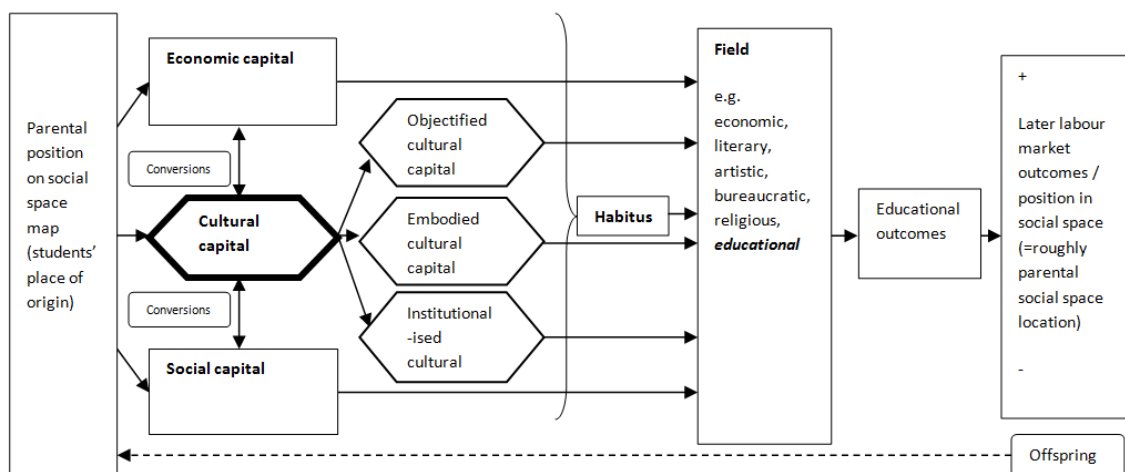 Parental
position
on social
space
map
(students’
place of
origin)
Economic capital
Conversions
Cultural
capital
Conversions
Social capital
Objectified
cultural
capital
Embodied
cultural
capital
Institutional
-ised
cultural
Habitus
Field
e.g.
economic,
literary,
artistic,
bureaucratic,
religious,
educational
Educational
outcomes
+
Later labour
market
outcomes /
position in
social space
(=roughly
parental
social space
location)
-
Offspring